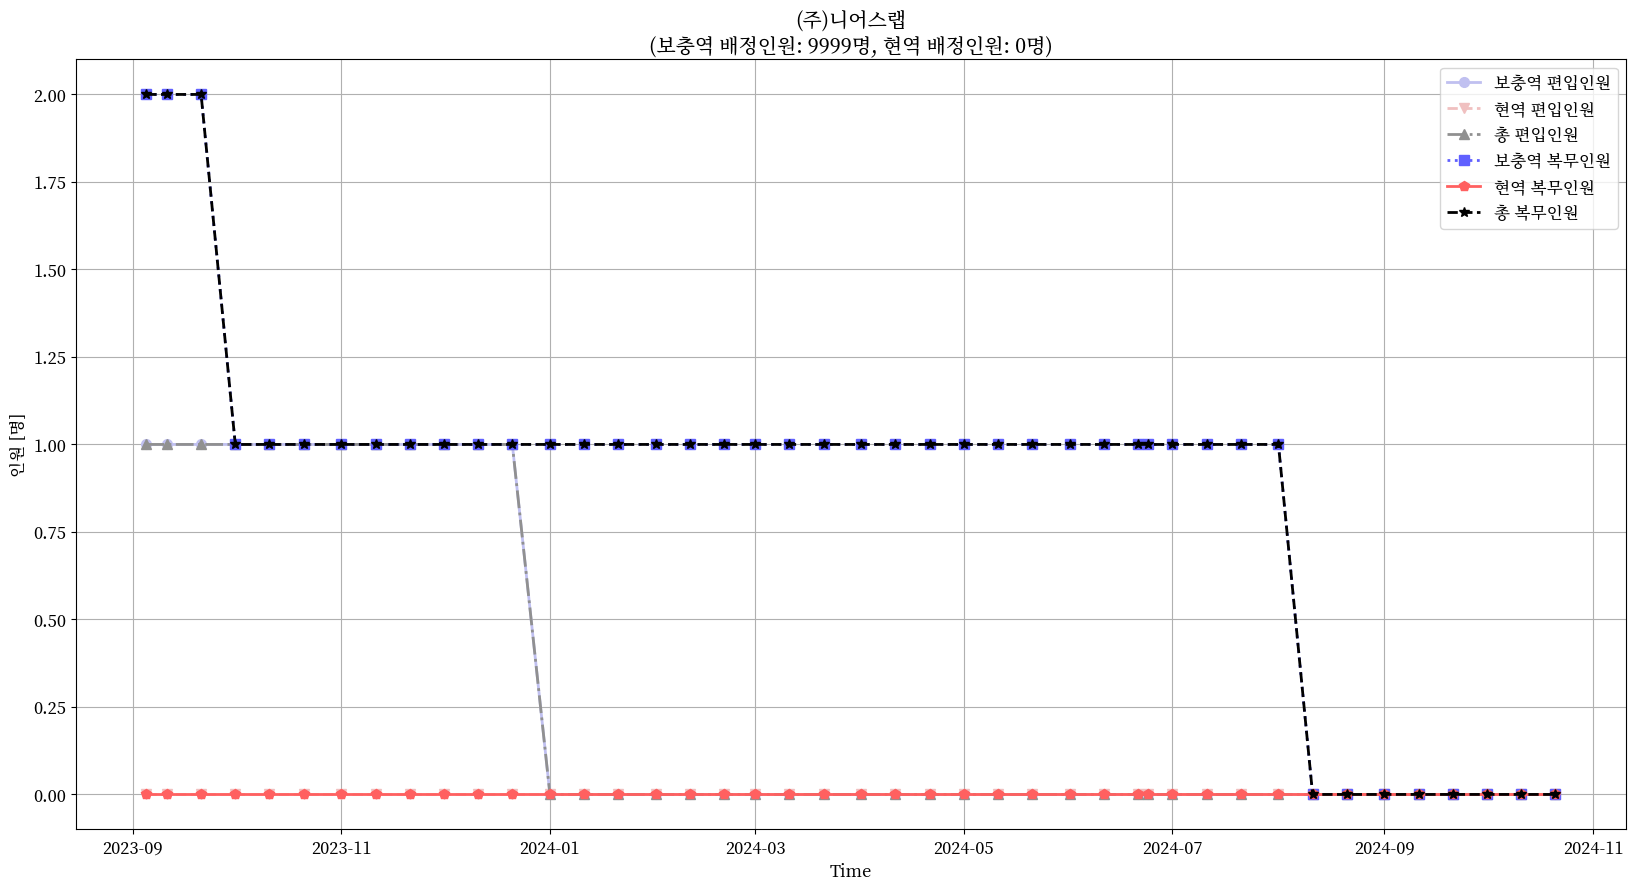 (주)니어스랩
(보충역 배정인원: 9999명, 현역 배정인원: 0명)
보충역 편입인원
현역 편입인원
총 편입인원
보충역 복무인원
현역 복무인원
총 복무인원
인원 [명]
2.00
1.75
1.50
1.25
1.00
0.75
0.50
0.25
0.00
2023-09
2023-11
2024-01
2024-03
2024-05
2024-07
2024-09
2024-11
Time